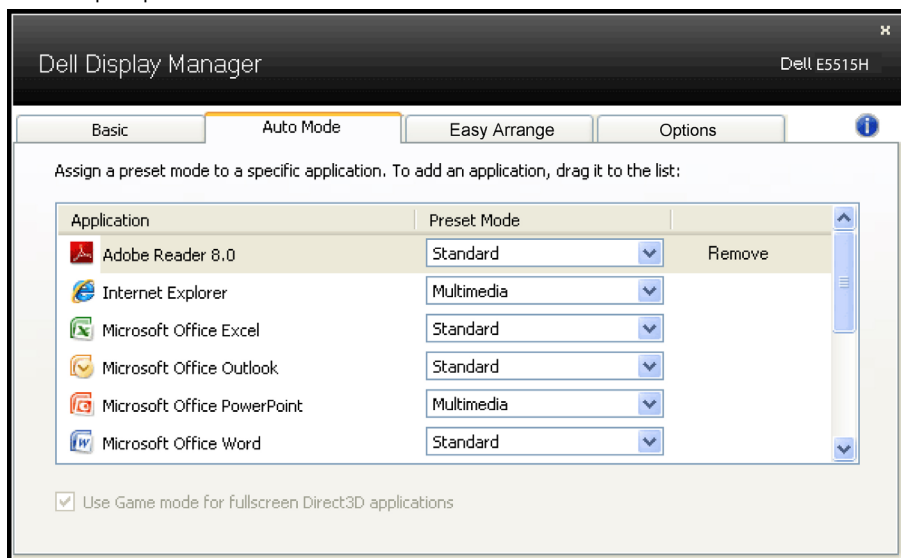 x
Dell Display Manager
Dell E5515H
Basic
Auto Mode
Easy Arrange
Options
i
Assign a preset mode to a specific application. To add an application, drag it to the list:
Application Preset Mode
Adobe Reader 8.0 Standard Remove
Internet Explorer Multimedia
Microsoft Office Excel Standard
Microsoft Office Outlook Standard
Microsoft Office PowerPoint Multimedia
Microsoft Office Word Standard
Use Game mode for fullscreen Direct3D applications